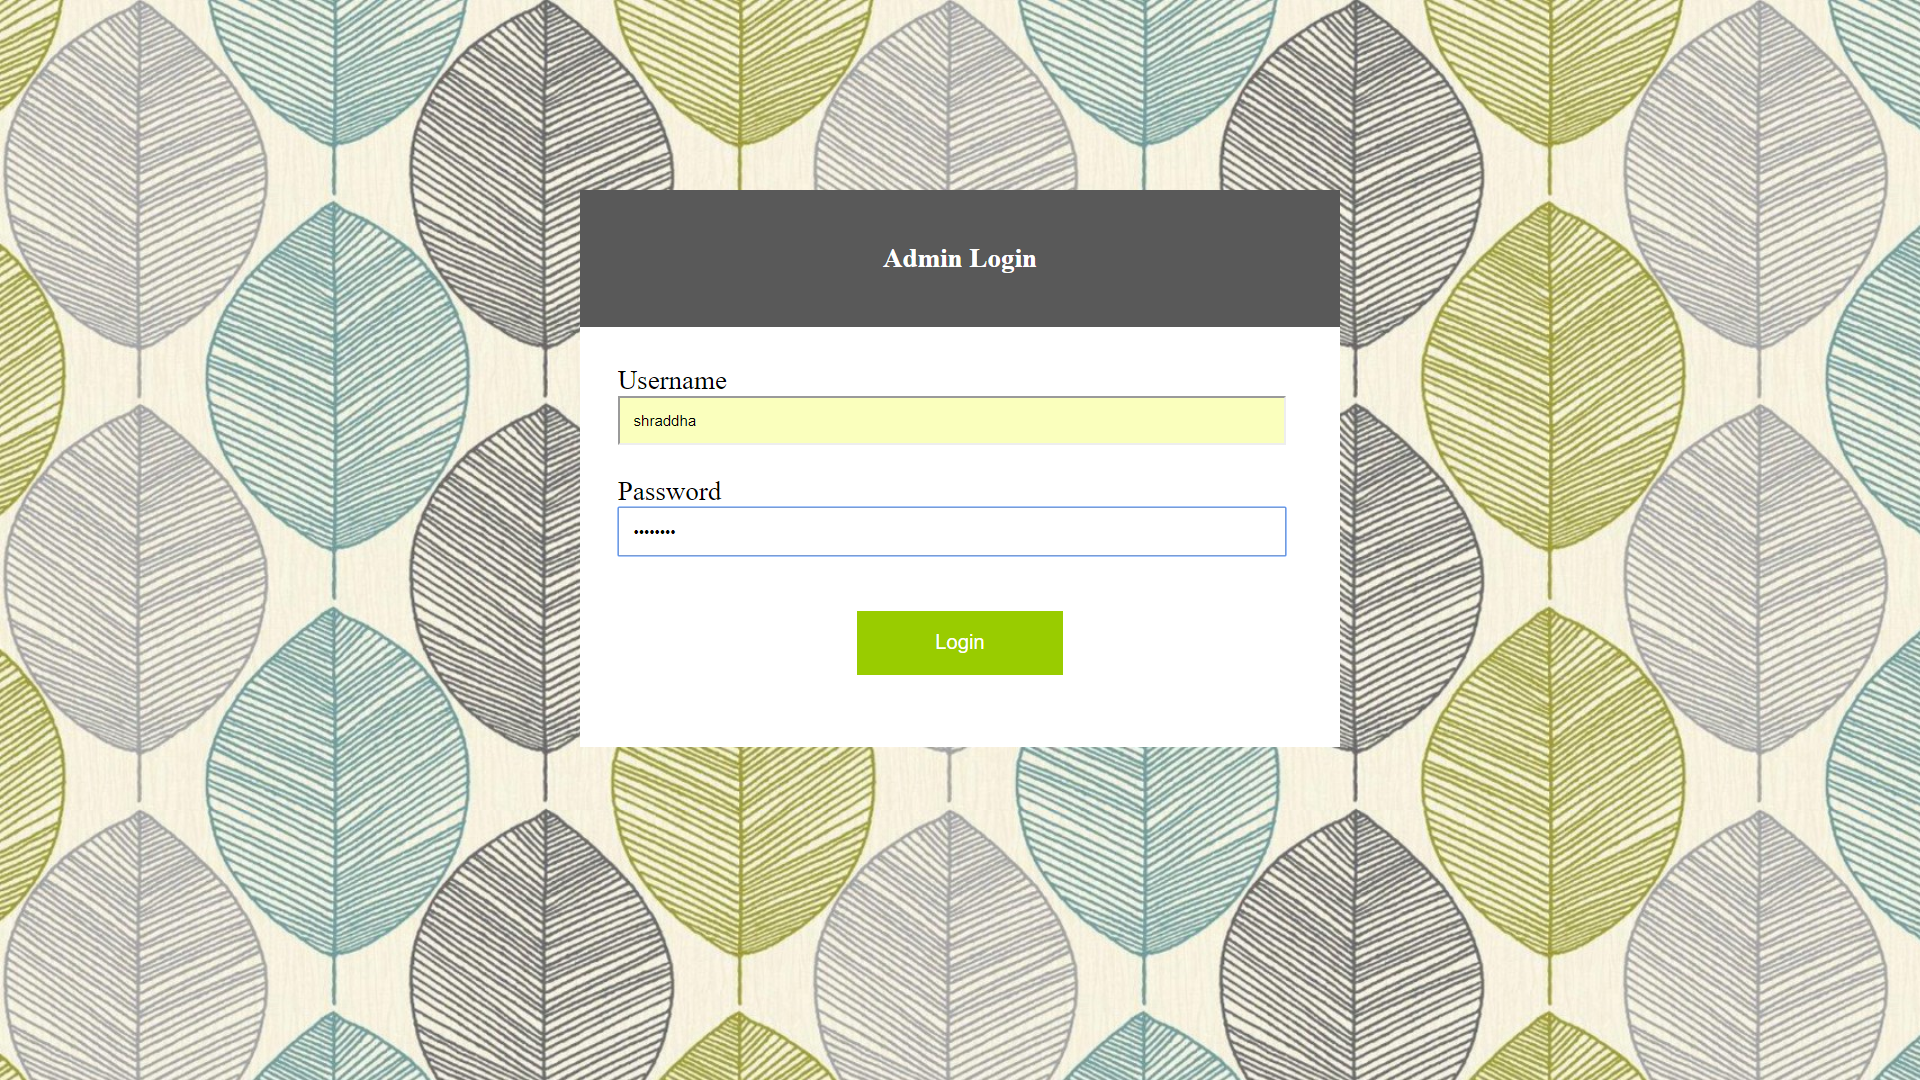 Admin Login
Username
shraddha
Password
••••••••
Login